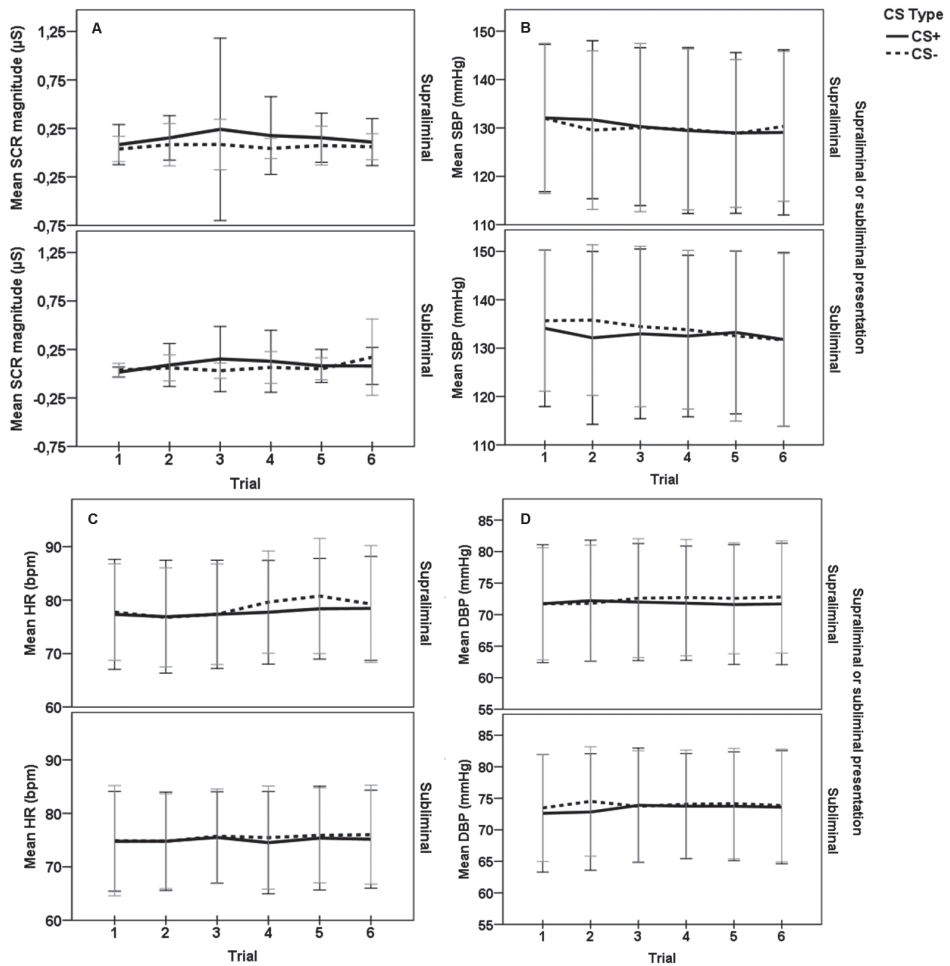 CS Type
CS+
CS-
A
Mean SCR magnitude (µS)
1,25
0,75
0,25
-0,25
-0,75
Supraliminal
Mean SCR magnitude (µS)
1,25
0,75
0,25
-0,25
-0,75
Subliminal
1 2 3 4 5 6
Trial
B
Mean SBP (mmHg)
150
140
130
120
110
Supraliminal
Mean SBP (mmHg)
150
140
130
120
110
Subliminal
1 2 3 4 5 6
Trial
Supraliminal or subliminal presentation
C
Mean HR (bpm)
90
80
70
60
Supraliminal
Mean HR (bpm)
90
80
70
60
Subliminal
1 2 3 4 5 6
Trial
D
Mean DBP (mmHg)
85
80
75
70
65
60
55
Supraliminal
Mean DBP (mmHg)
85
80
75
70
65
60
55
Subliminal
1 2 3 4 5 6
Trial
Supraliminal or subliminal presentation